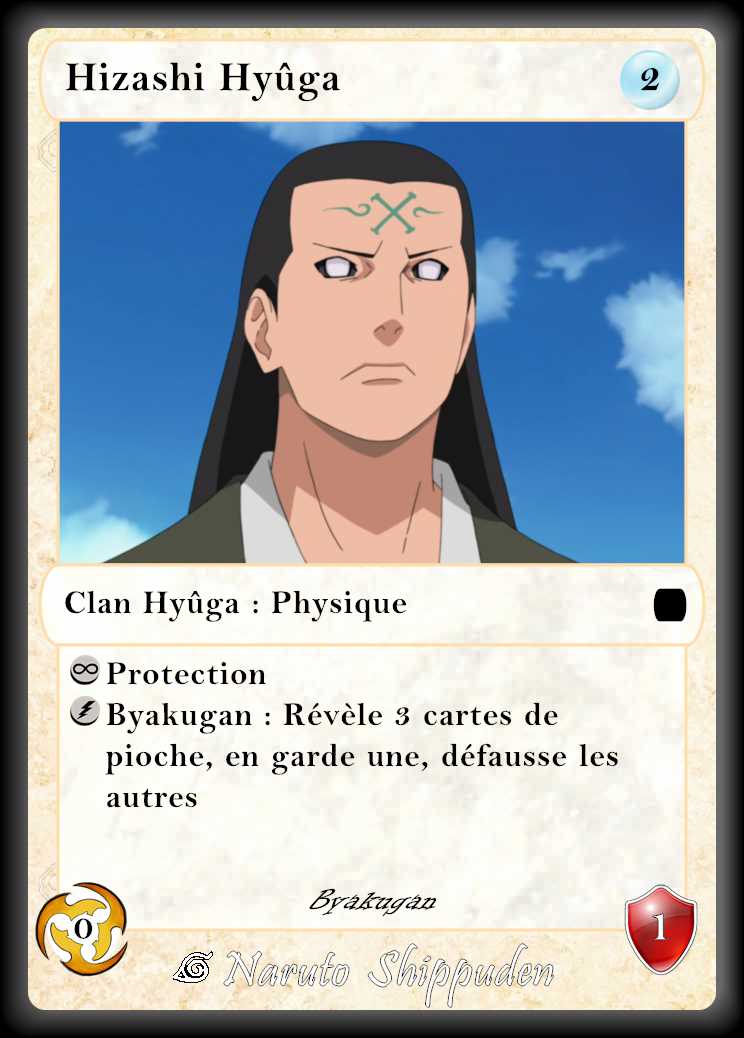 Hizashi Hyûga
2
Clan Hyûga : Physique
Protection
Byakugan : Révèle 3 cartes de
pioche, en garde une, défausse les
autres
Byakugan
0
1
Naruto Shippuden